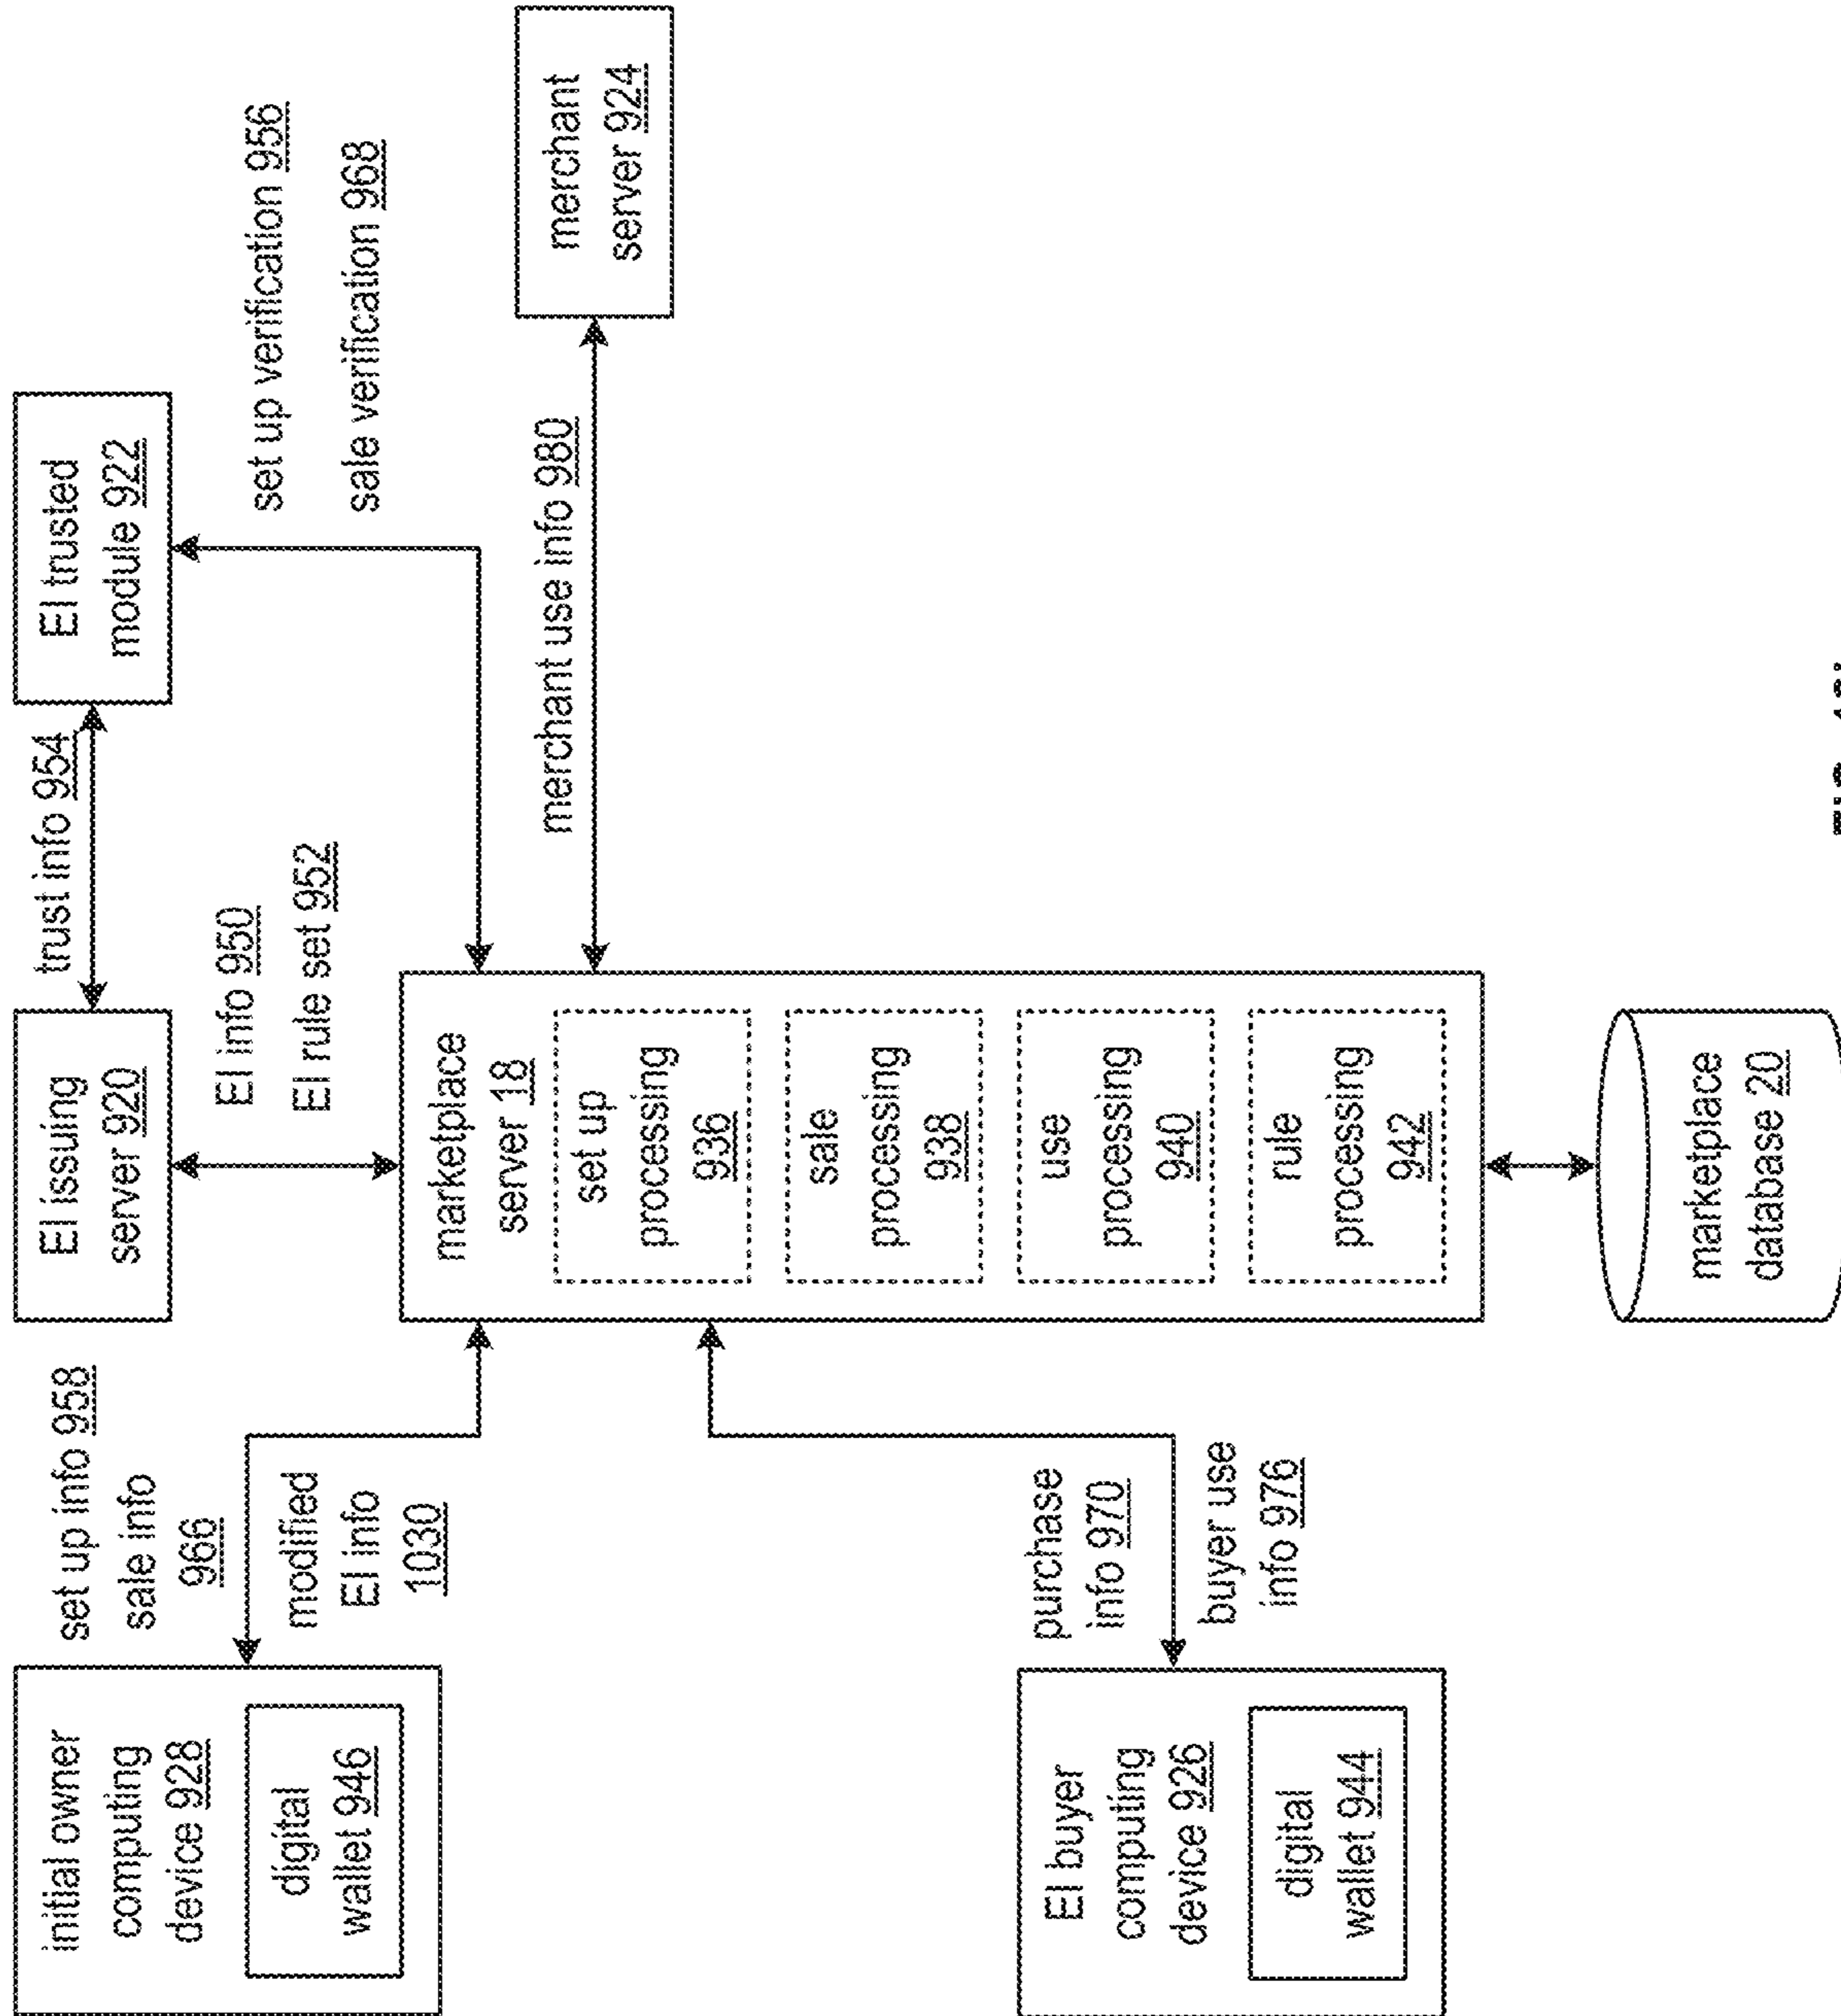 initial owner
computing
device 928
digital
wallet 946
set up info 958
sale info
966
modified
EI info
1030
EI issuing
server 920
trust info 954
EI trusted
module 922
EI info 950
EI rule set 952
set up verification 956
sale verification 968
marketplace
server 18
set up
processing
936
sale
processing
938
use
processing
940
rule
processing
942
merchant use info 980
merchant
server 924
EI buyer
computing
device 926
digital
wallet 944
purchase
info 970
buyer use
info 976
marketplace
database 20